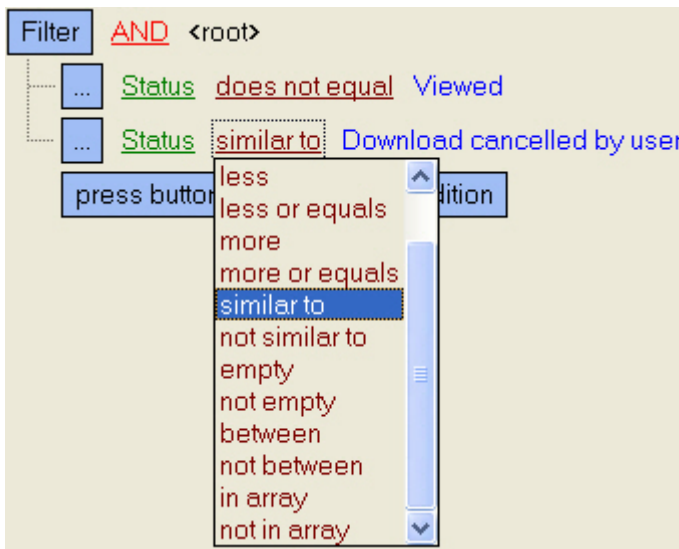 Filter AND <root>
... Status does not equal Viewed
... Status similar to Download cancelled by user
press button dition
less
less or equals
more
more or equals
similar to
not similar to
empty
not empty
between
not between
in array
not in array